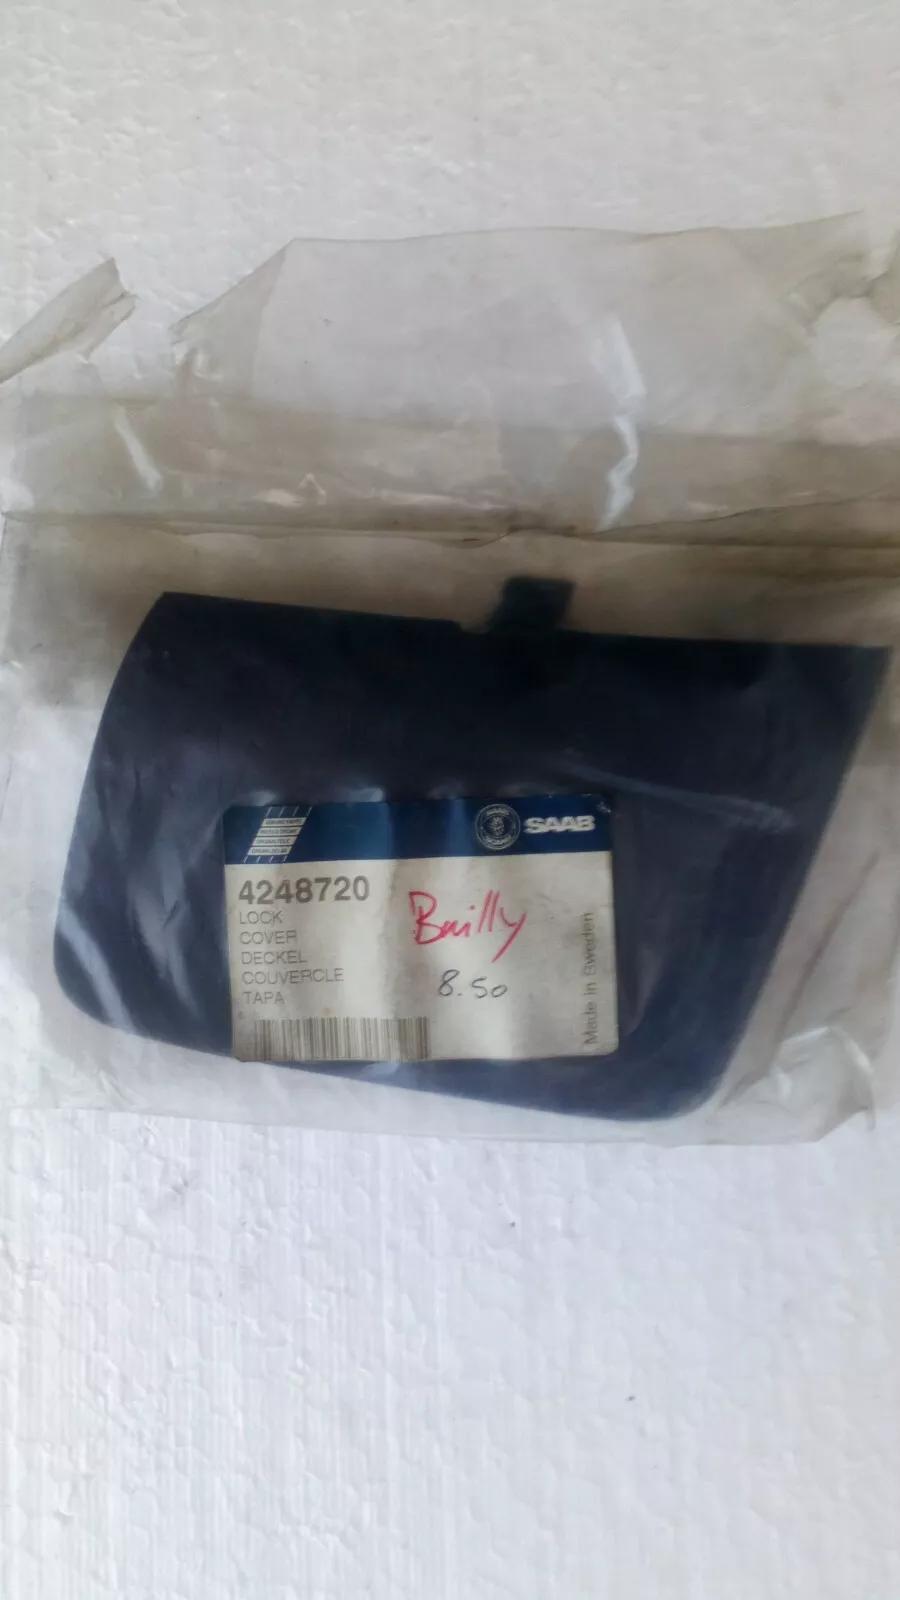 SAAB
4248720
LOCK
COVER
DECKEL
COUVERCLE
TAPA
Bailly
8.50
Made in Sweden